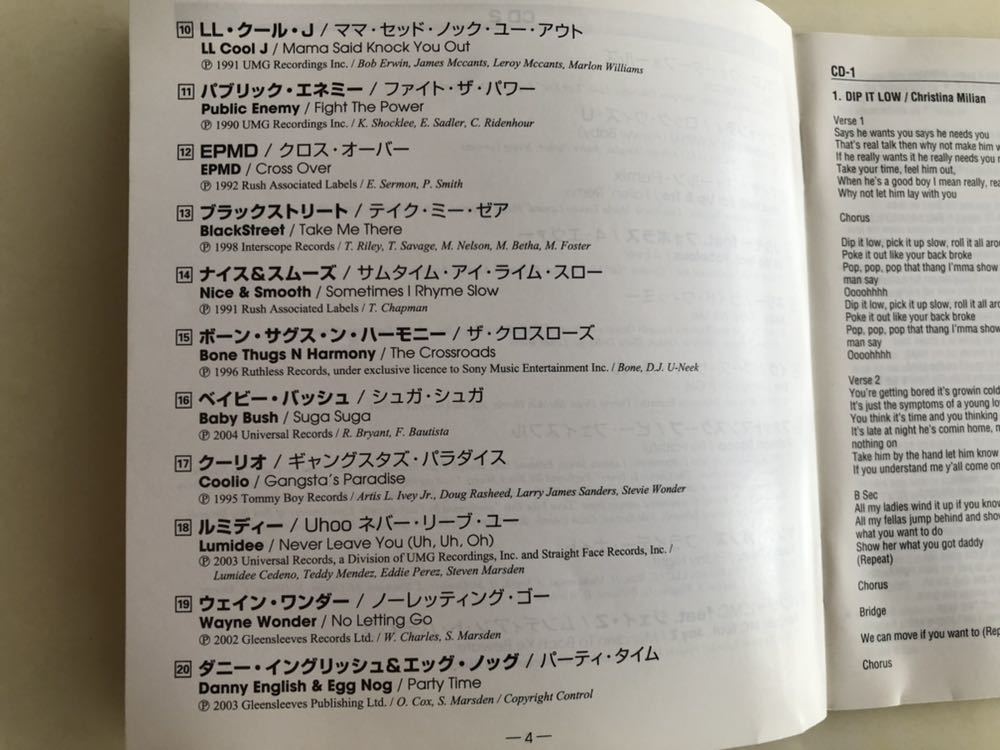 10 LL・クール・J / ママ・セッド・ノック・ユー・アウト
LL Cool J / Mama Said Knock You Out
Ⓟ 1991 UMG Recordings Inc. / Bob Erwin, James Mccants, Leroy Mccants, Marlon Williams
11 パブリック・エネミー / ファイト・ザ・パワー
Public Enemy / Fight The Power
Ⓟ 1990 UMG Recordings Inc. / K. Shocklee, E. Sadler, C. Ridenhour
12 EPMD / クロス・オーバー
EPMD / Cross Over
Ⓟ 1992 Rush Associated Labels / E. Sermon, P. Smith
13 ブラックストリート / テイク・ミー・ゼア
BlackStreet / Take Me There
Ⓟ 1998 Interscope Records / T. Riley, T. Savage, M. Nelson, M. Betha, M. Foster
14 ナイス&スムーズ / サムタイム・アイ・ライム・スロー
Nice & Smooth / Sometimes I Rhyme Slow
Ⓟ 1991 Rush Associated Labels / T. Chapman
15 ボーン・サグス・ン・ハーモニー / ザ・クロスローズ
Bone Thugs N Harmony / The Crossroads
Ⓟ 1996 Ruthless Records, under exclusive licence to Sony Music Entertainment Inc. / Bone, D.J. U-Neek
16 ベイビー・バッシュ / シュガ・シュガ
Baby Bush / Suga Suga
Ⓟ 2004 Universal Records / R. Bryant, F. Bautista
17 クーリオ / ギャングスタズ・パラダイス
Coolio / Gangsta's Paradise
Ⓟ 1995 Tommy Boy Records / Artis L. Ivey Jr., Doug Rasheed, Larry James Sanders, Stevie Wonder
18 ルミディー / Uhoo ネバー・リーブ・ユー
Lumidee / Never Leave You (Uh, Uh, Oh)
Ⓟ 2003 Universal Records, a Division of UMG Recordings, Inc. and Straight Face Records, Inc. /
Lumidee Cedeno, Teddy Mendez, Eddie Perez, Steven Marsden
19 ウェイン・ワンダー / ノーレッティング・ゴー
Wayne Wonder / No Letting Go
Ⓟ 2002 Gleensleeves Records Ltd. / W. Charles, S. Marsden
20 ダニー・イングリッシュ&エッグ・ノッグ / パーティ・タイム
Danny English & Egg Nog / Party Time
Ⓟ 2003 Gleensleeves Publishing Ltd. / O. Cox, S. Marsden / Copyright Control
— 4 —
CD-1
1. DIP IT LOW / Christina Milian
Verse 1
Says he wants you says he needs you
That's real talk then why not make him
If he really wants it he really needs you
Take your time, feel him out,
When he's a good boy I mean really,
Why not let him lay with you
Chorus
Dip it low, pick it up slow, roll it all
Poke it out like your back broke
Pop, pop, pop that thang I'mma show
man say
Oooohhhh
Dip it low, pick it up slow, roll it all
Poke it out like your back broke
Pop, pop, pop that thang I'mma show
man say
Oooohhhh
Verse 2
You're getting bored it's growin cold
It's just the symptoms of a young
You think it's time and you thinking
It's late at night he's comin home,
nothing on
Take him by the hand let him know
If you understand me y'all come
B Sec
All my ladies wind it up if you
All my fellas jump behind and
what you want to do
Show her what you got daddy
(Repeat)
Chorus
Bridge
We can move if you want to
Chorus